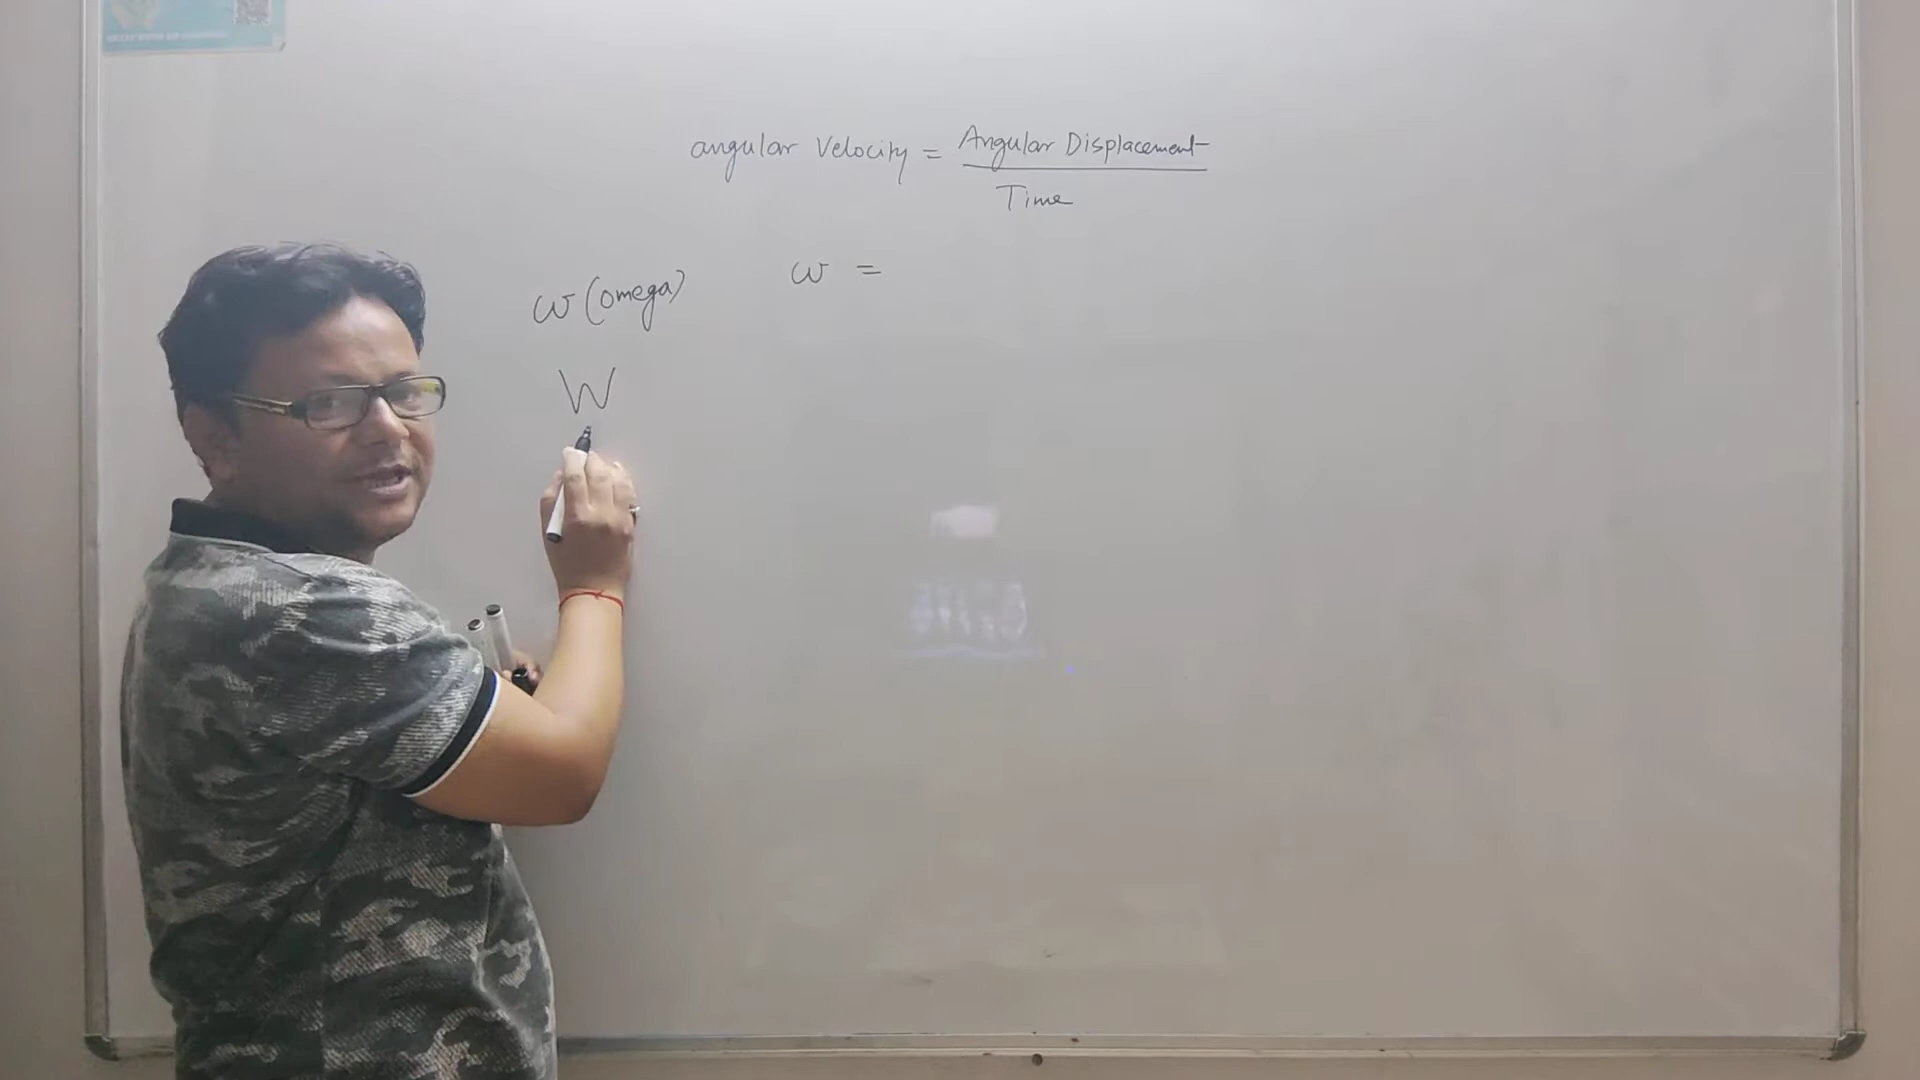 angular Velocity = Angular Displacement
Time
ω (omega)
ω =
W